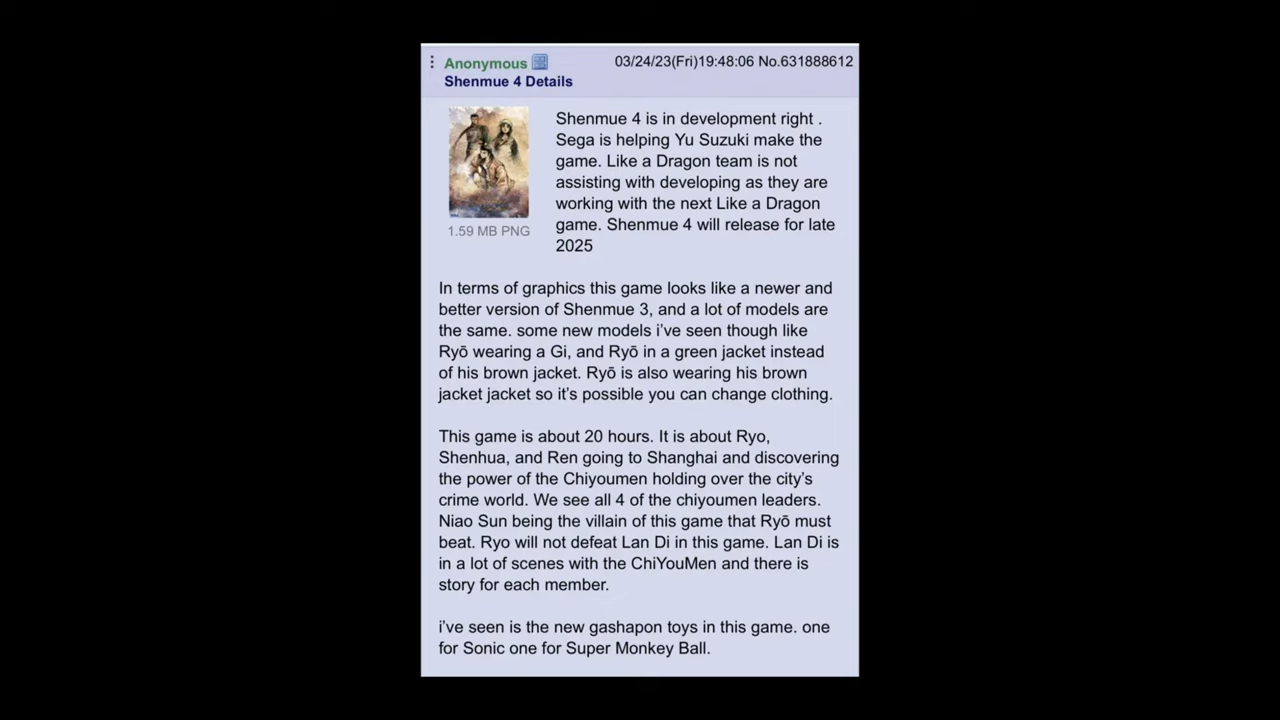 Anonymous 03/24/23(Fri)19:48:06 No.631888612
Shenmue 4 Details
Shenmue 4 is in development right .
Sega is helping Yu Suzuki make the
game. Like a Dragon team is not
assisting with developing as they are
working with the next Like a Dragon
game. Shenmue 4 will release for late
2025
1.59 MB PNG
In terms of graphics this game looks like a newer and
better version of Shenmue 3, and a lot of models are
the same. some new models i’ve seen though like
Ryō wearing a Gi, and Ryō in a green jacket instead
of his brown jacket. Ryō is also wearing his brown
jacket jacket so it’s possible you can change clothing.
This game is about 20 hours. It is about Ryo,
Shenhua, and Ren going to Shanghai and discovering
the power of the Chiyoumen holding over the city’s
crime world. We see all 4 of the chiyoumen leaders.
Niao Sun being the villain of this game that Ryō must
beat. Ryo will not defeat Lan Di in this game. Lan Di is
in a lot of scenes with the ChiYouMen and there is
story for each member.
i’ve seen is the new gashapon toys in this game. one
for Sonic one for Super Monkey Ball.